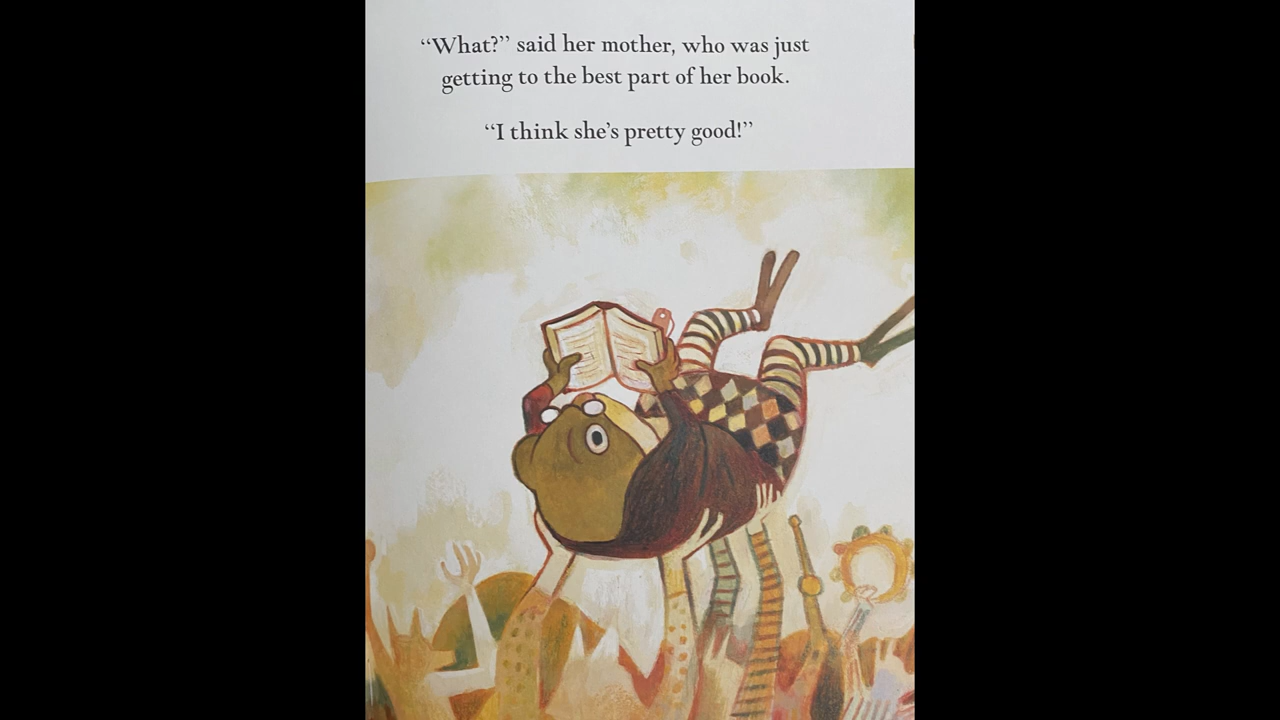 “What?” said her mother, who was just
getting to the best part of her book.
“I think she’s pretty good!”